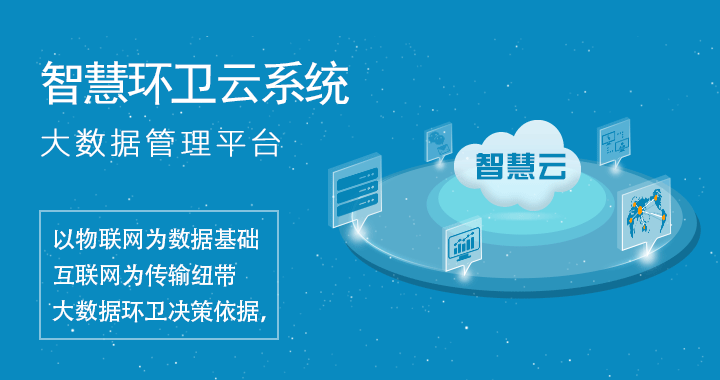 智慧环卫云系统
大数据管理平台
以物联网为数据基础
互联网为传输纽带
大数据环卫决策依据,
智慧云